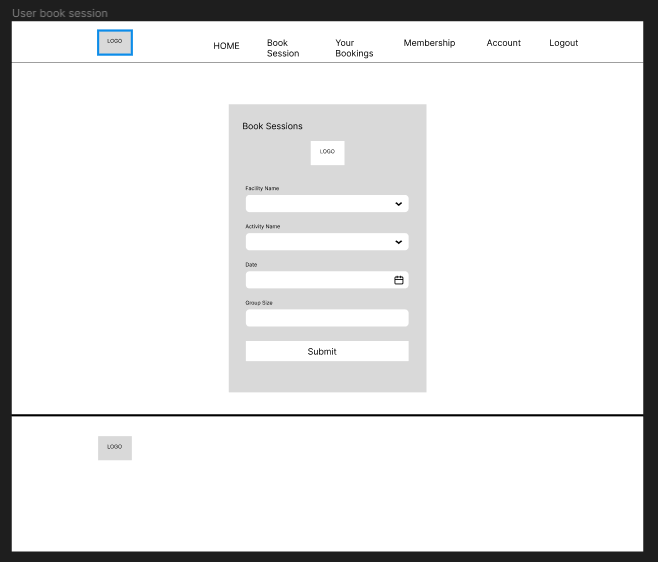 User book session
LOGO
HOME
Book
Session
Your
Bookings
Membership
Account
Logout
Book Sessions
LOGO
Facility Name
Activity Name
Date
Group Size
Submit
LOGO